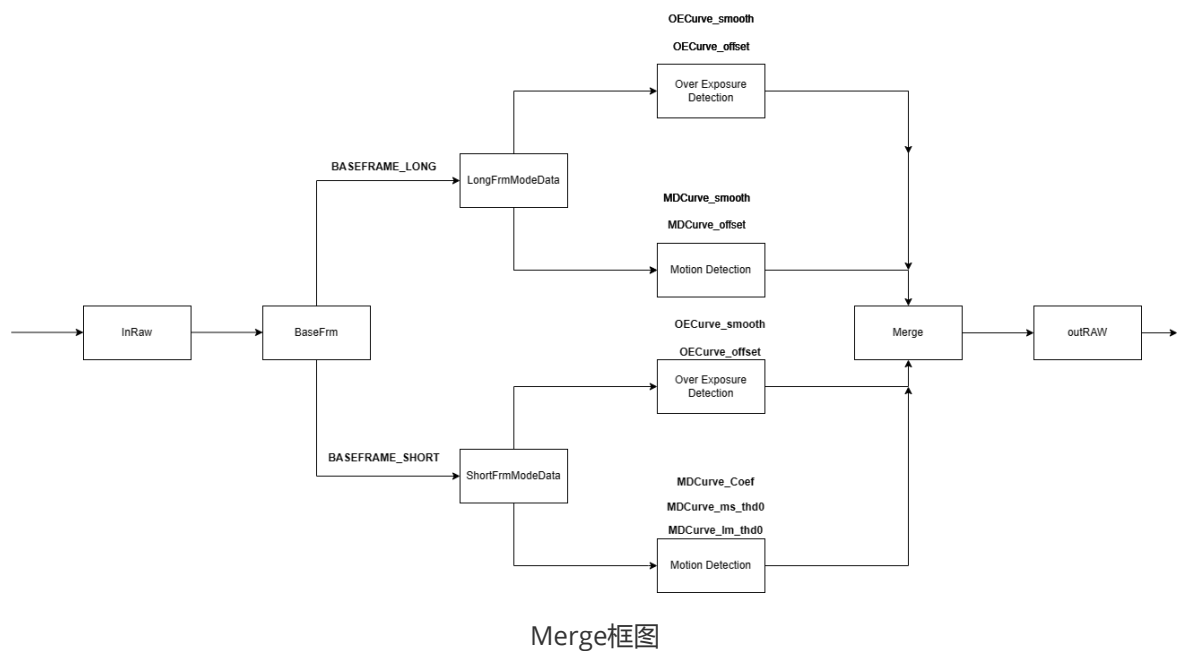 OECurve_smooth
OECurve_offset
Over Exposure
Detection
BASEFRAME_LONG
LongFrmModeData
MDCurve_smooth
MDCurve_offset
Motion Detection
InRaw
BaseFrm
OECurve_smooth
OECurve_offset
Over Exposure
Detection
Merge
outRAW
BASEFRAME_SHORT
ShortFrmModeData
MDCurve_Coef
MDCurve_ms_thd0
MDCurve_lm_thd0
Motion Detection
Merge框图